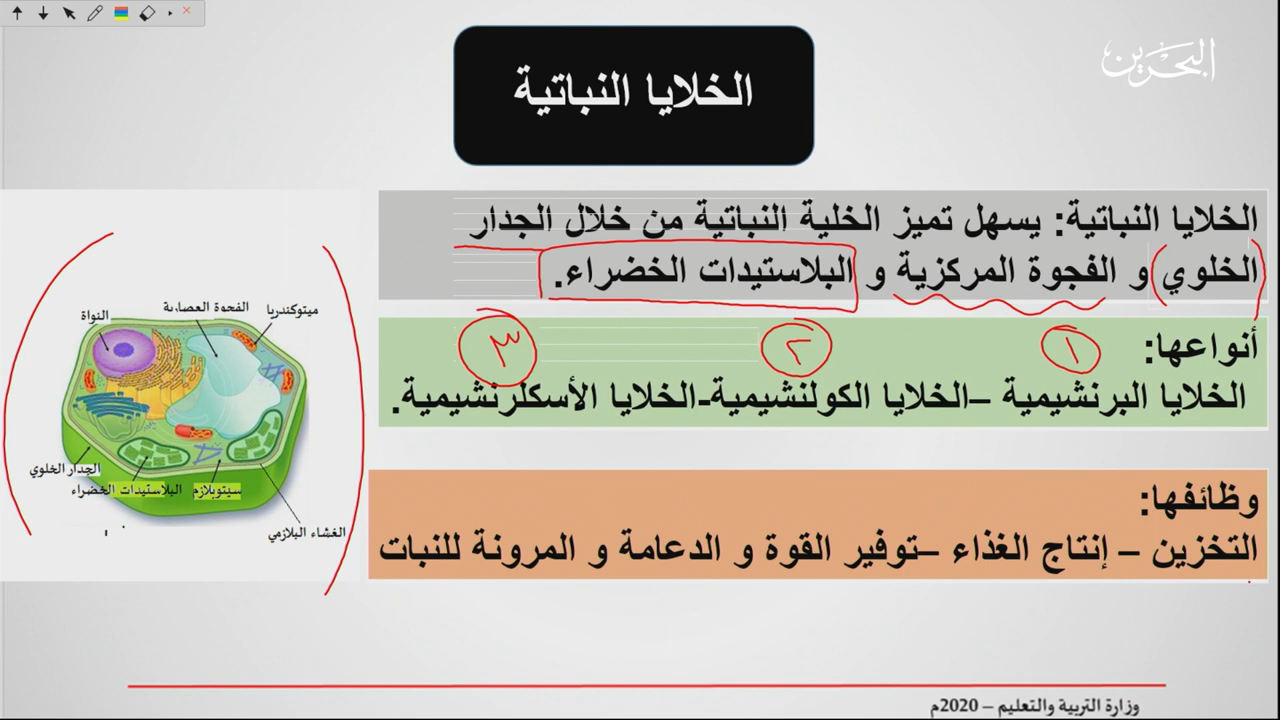 البحرين
الخلايا النباتية
الخلايا النباتية: يسهل تميز الخلية النباتية من خلال الجدار
الخلوي و الفجوة المركزية و البلاستيدات الخضراء.
أنواعها:
١ ٢ ٣
الخلايا البرنشيمية –الخلايا الكولنشيمية-الخلايا الأسكلرنشيمية.
وظائفها:
التخزين – إنتاج الغذاء –توفير القوة و الدعامة و المرونة للنبات
ميتوكندريا
الفجوة العصارية
النواة
الجدار الخلوي
البلاستيدات الخضراء
سيتوبلازم
الغشاء البلازمي
وزارة التربية والتعليم – 2020م